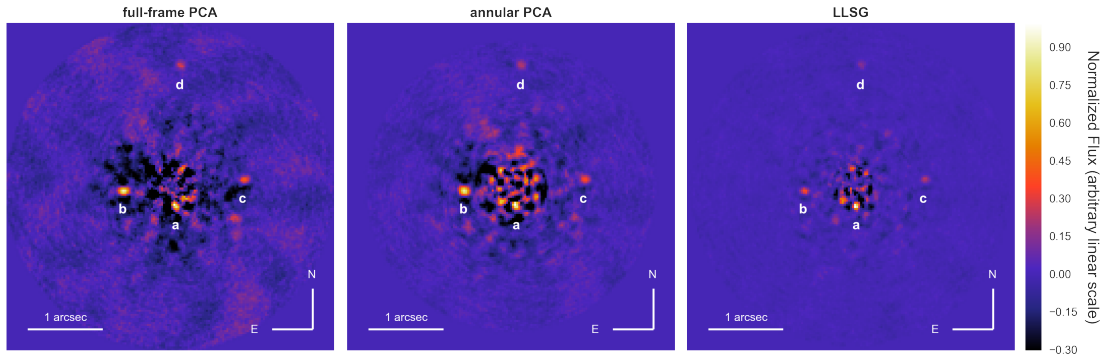 full-frame PCA
annular PCA
LLSG
d
b
c
a
N
E
1 arcsec
d
b
c
a
N
E
1 arcsec
d
b
c
a
N
E
1 arcsec
0.90
0.75
0.60
0.45
0.30
0.15
0.00
−0.15
−0.30
Normalized Flux (arbitrary linear scale)